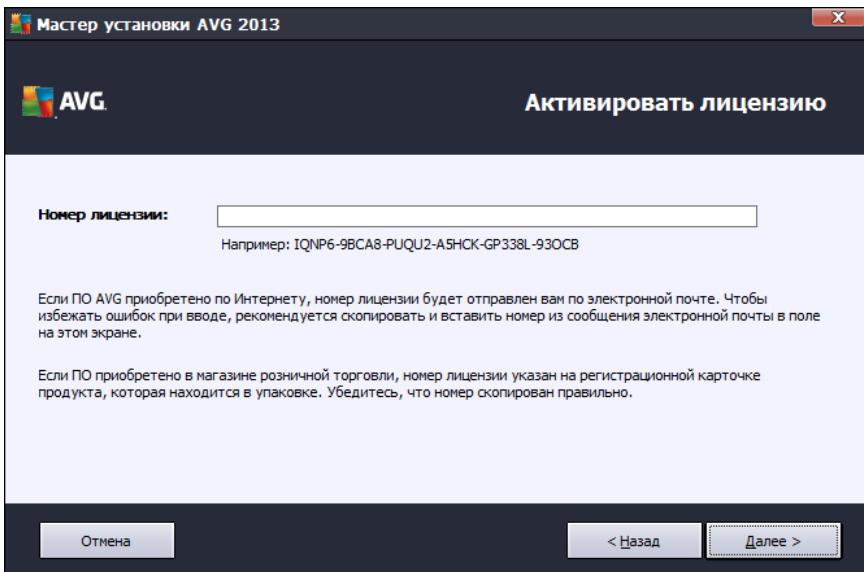 Мастер установки AVG 2013
X
AVG.
Активировать лицензию
Номер лицензии:
Например: IQNP6-9BCA8-PUQU2-A5HCK-GP338L-93OCB
Если ПО AVG приобретено по Интернету, номер лицензии будет отправлен вам по электронной почте. Чтобы
избежать ошибок при вводе, рекомендуется скопировать и вставить номер из сообщения электронной почты в поле
на этом экране.
Если ПО приобретено в магазине розничной торговли, номер лицензии указан на регистрационной карточке
продукта, которая находится в упаковке. Убедитесь, что номер скопирован правильно.
Отмена
< Назад
Далее >